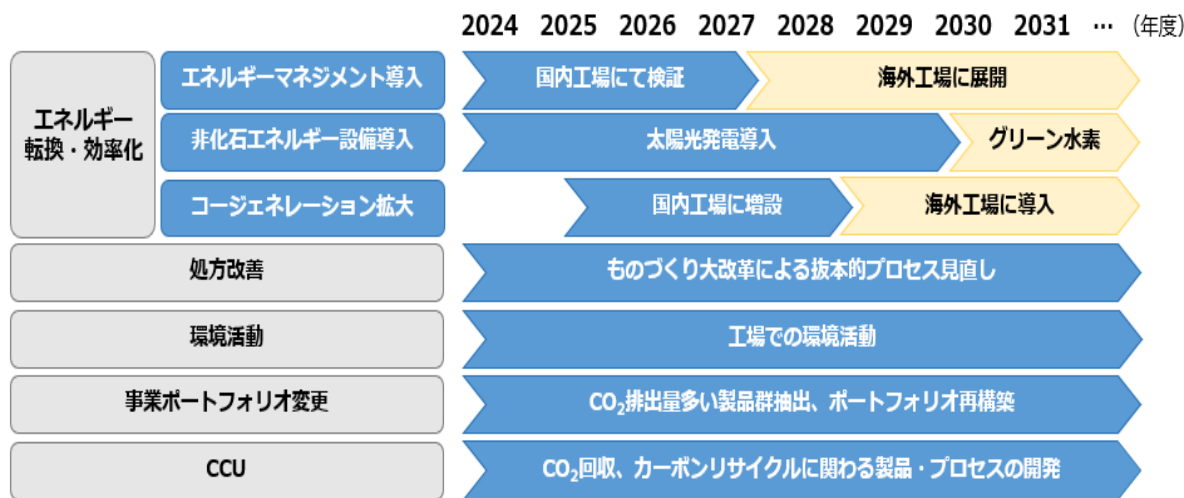 2024 2025 2026 2027 2028 2029 2030 2031 … (年度)
エネルギー
転換・効率化
エネルギーマネジメント導入
国内工場にて検証
海外工場に展開
非化石エネルギー設備導入
太陽光発電導入
グリーン水素
コージェネレーション拡大
国内工場に増設
海外工場に導入
処方改善
ものづくり大改革による抜本的プロセス見直し
環境活動
工場での環境活動
事業ポートフォリオ変更
CO₂排出量多い製品群抽出、ポートフォリオ再構築
CCU
CO₂回収、カーボンリサイクルに関わる製品・プロセスの開発